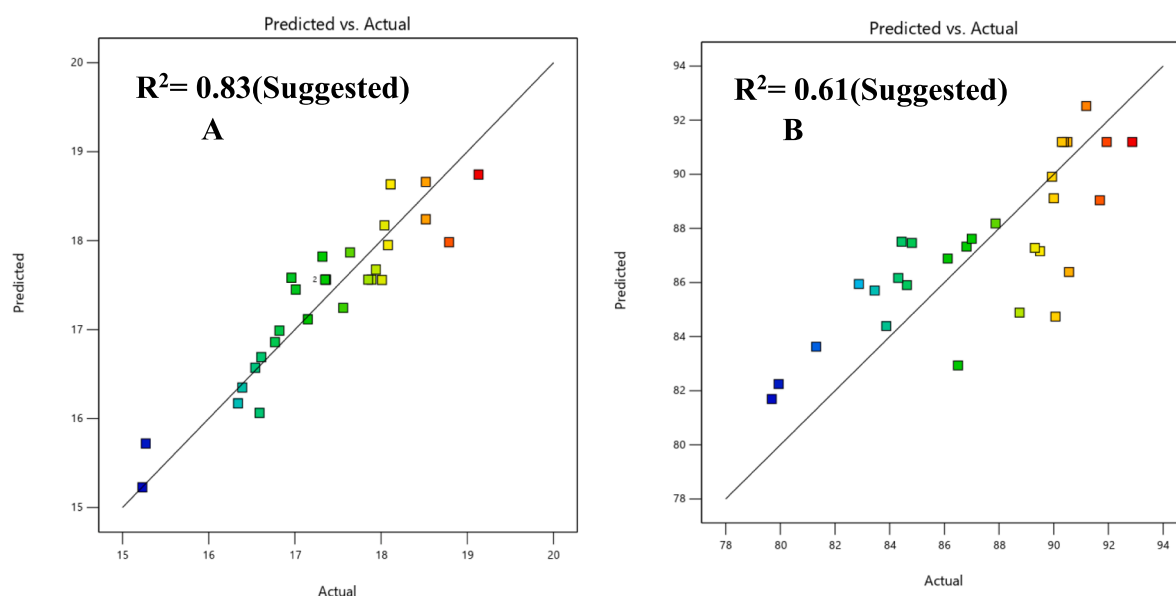 Predicted vs. Actual
R²= 0.83(Suggested)
A
20
19
18
17
16
15
2
Predicted
15 16 17 18 19 20
Actual
Predicted vs. Actual
R²= 0.61(Suggested)
B
94
92
90
88
86
84
82
80
78
Predicted
78 80 82 84 86 88 90 92 94
Actual